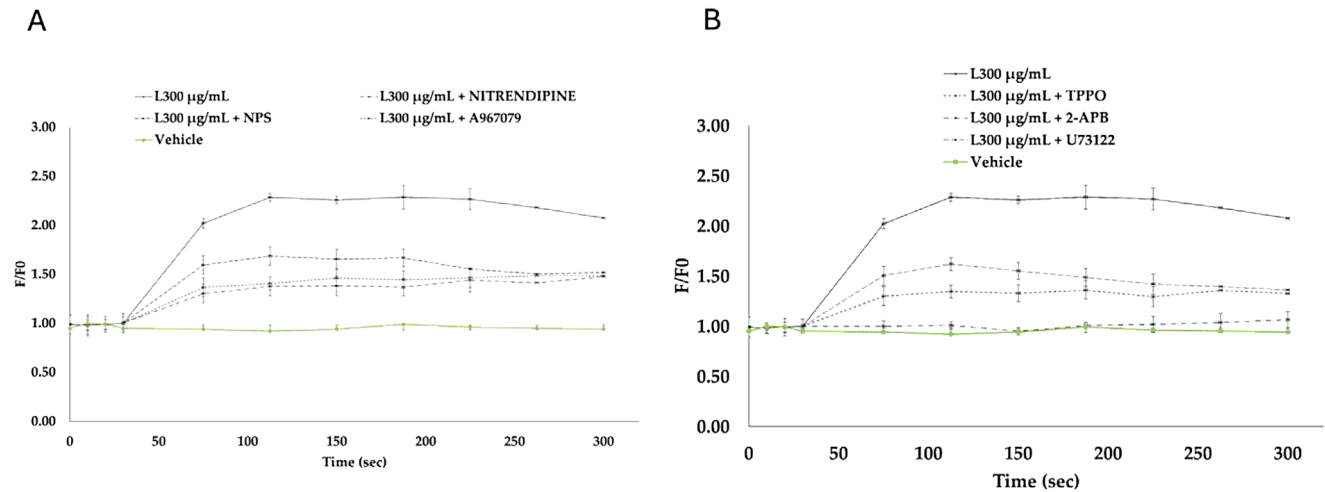 A
L300 μg/mL
L300 μg/mL + NITRENDIPINE
L300 μg/mL + NPS
L300 μg/mL + A967079
Vehicle
3.00
2.50
2.00
1.50
1.00
0.50
0.00
F/F0
0
50
100
150
200
250
300
Time (sec)
B
L300 μg/mL
L300 μg/mL + TPPO
L300 μg/mL + 2-APB
L300 μg/mL + U73122
Vehicle
3.00
2.50
2.00
1.50
1.00
0.50
0.00
F/F0
0
50
100
150
200
250
300
Time (sec)